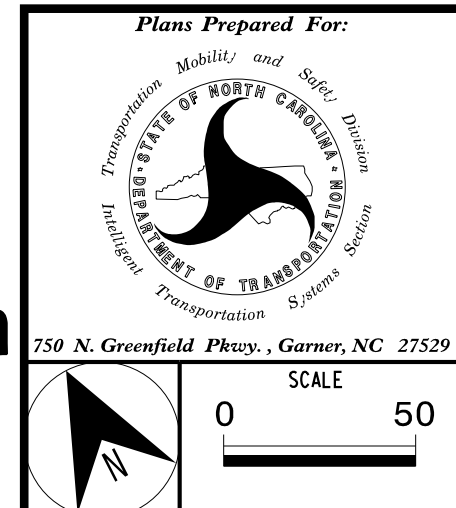 Plans Prepared For:
Transportation Mobility and Safety Division
STATE OF NORTH CAROLINA
DEPARTMENT OF TRANSPORTATION
Intelligent Transportation Systems Section
750 N. Greenfield Pkwy. , Garner, NC 27529
N
SCALE
0 50